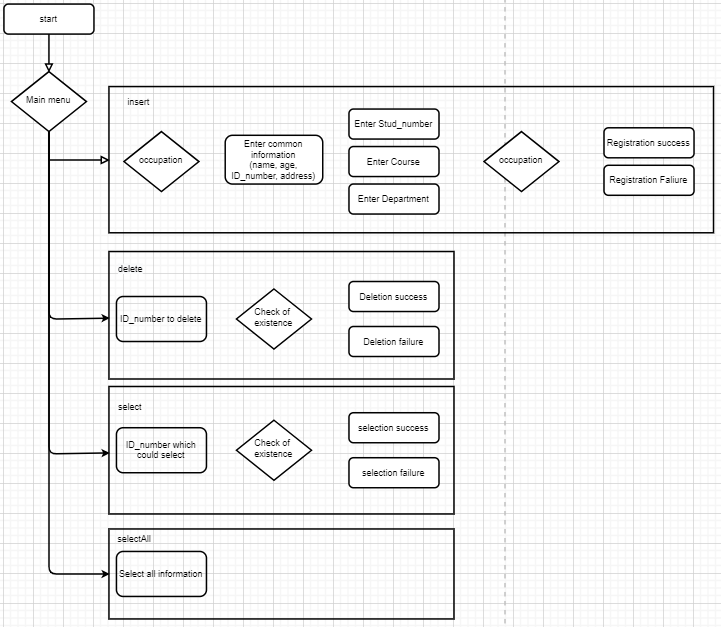 start
Main menu
insert
occupation
Enter common
information
(name, age,
ID_number, address)
Enter Stud_number
Enter Course
Enter Department
occupation
Registration success
Registration Faliure
delete
ID_number to delete
Check of
existence
Deletion success
Deletion failure
select
ID_number which
could select
Check of
existence
selection success
selection failure
selectAll
Select all information